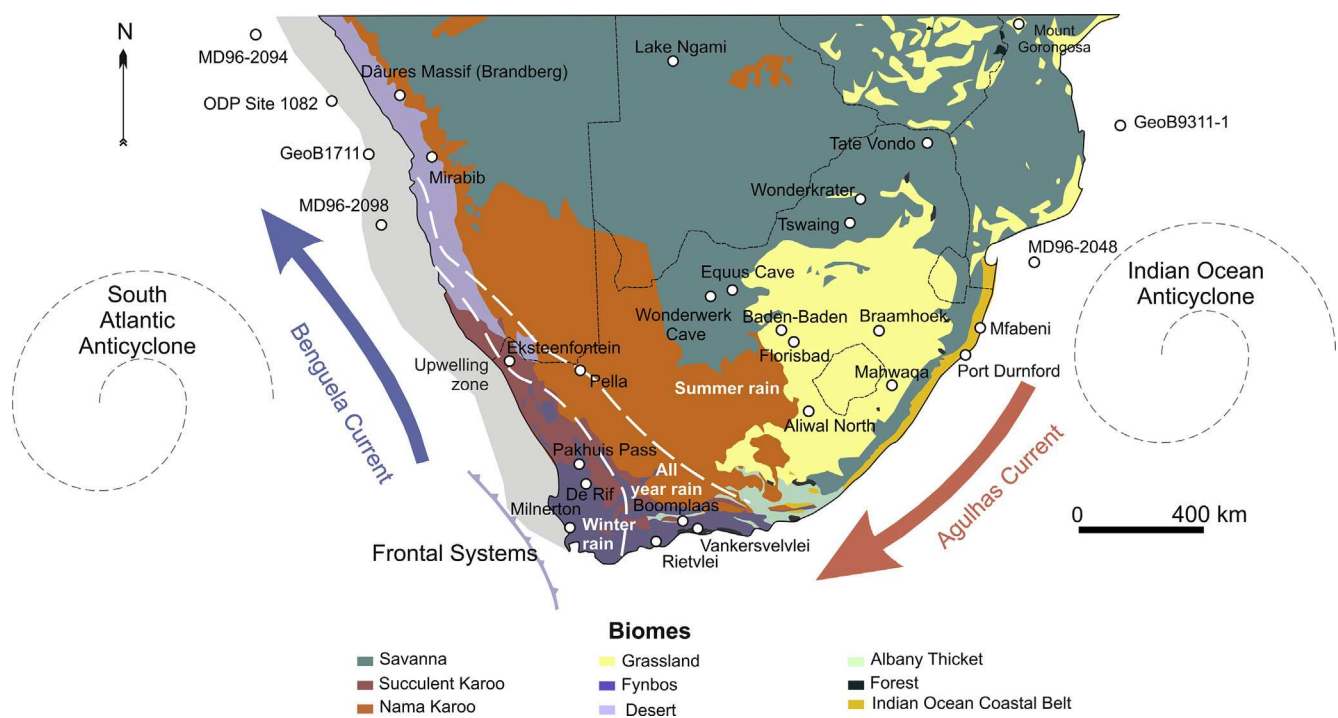 N
MD96-2094
Dâures Massif (Brandberg)
ODP Site 1082
GeoB1711
Mirabib
MD96-2098
Lake Ngami
Mount
Gorongosa
GeoB9311-1
Tate Vondo
Wonderkrater
Tswaing
MD96-2048
Equus Cave
Wonderwerk
Cave
Baden-Baden
Braamhoek
Florisbad
Mfabeni
Port Durnford
Mahwaqa
Aliwal North
South
Atlantic
Anticyclone
Indian Ocean
Anticyclone
Benguela Current
Agulhas Current
Upwelling
zone
Eksteenfontein
Pella
Summer rain
Pakhuis Pass
De Rif
All
year rain
Milnerton
Boomplaas
Winter
rain
Vankersvelvlei
Rietvlei
Frontal Systems
0 400 km
Biomes
Savanna
Succulent Karoo
Nama Karoo
Grassland
Fynbos
Desert
Albany Thicket
Forest
Indian Ocean Coastal Belt